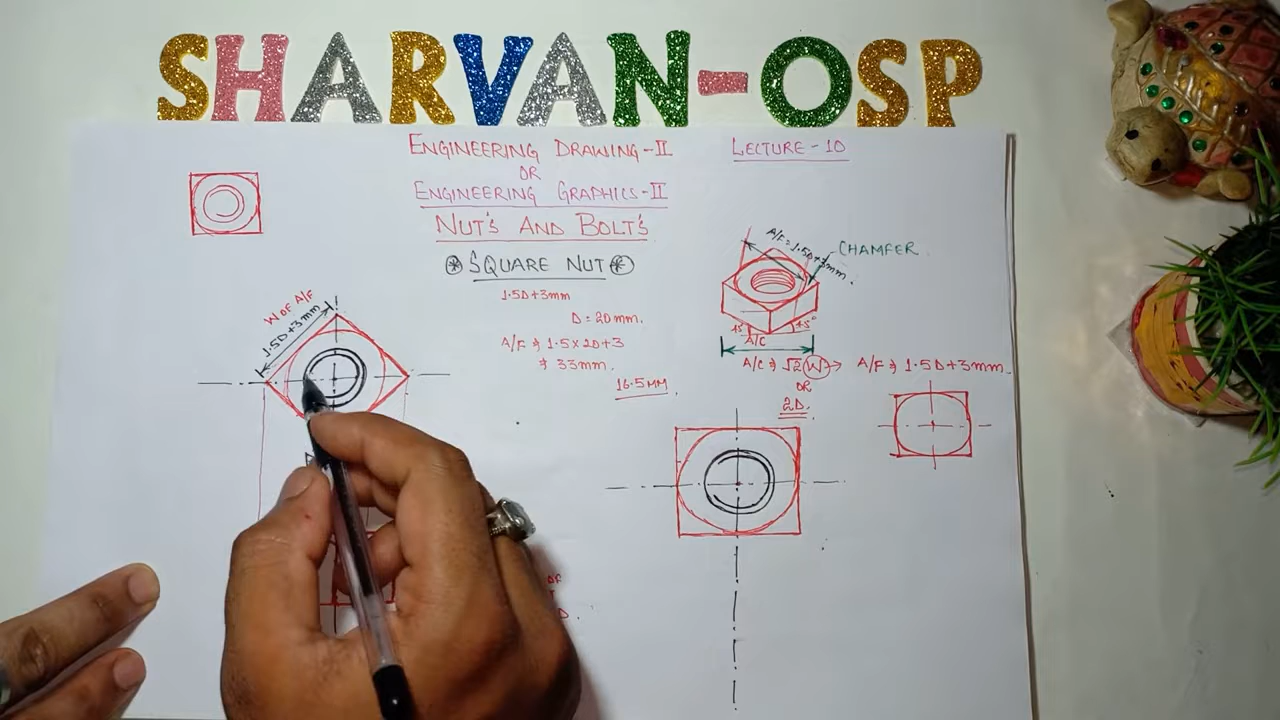 SHARVAN-OSP
ENGINEERING DRAWING-II
OR
ENGINEERING GRAPHICS-II
LECTURE-10
NUT'S AND BOLT'S
SQUARE NUT
1.5D+3mm
D=20mm.
A/F ≑ 1.5×20+3
≑ 33mm.
16.5MM
W OF A/F
1.5D+3mm
A/F=1.5D+3mm.
CHAMFER
45°
A/C
A/C ≑ √2 W → A/F ≑ 1.5D+3mm.
OR
2D.
OF
D.